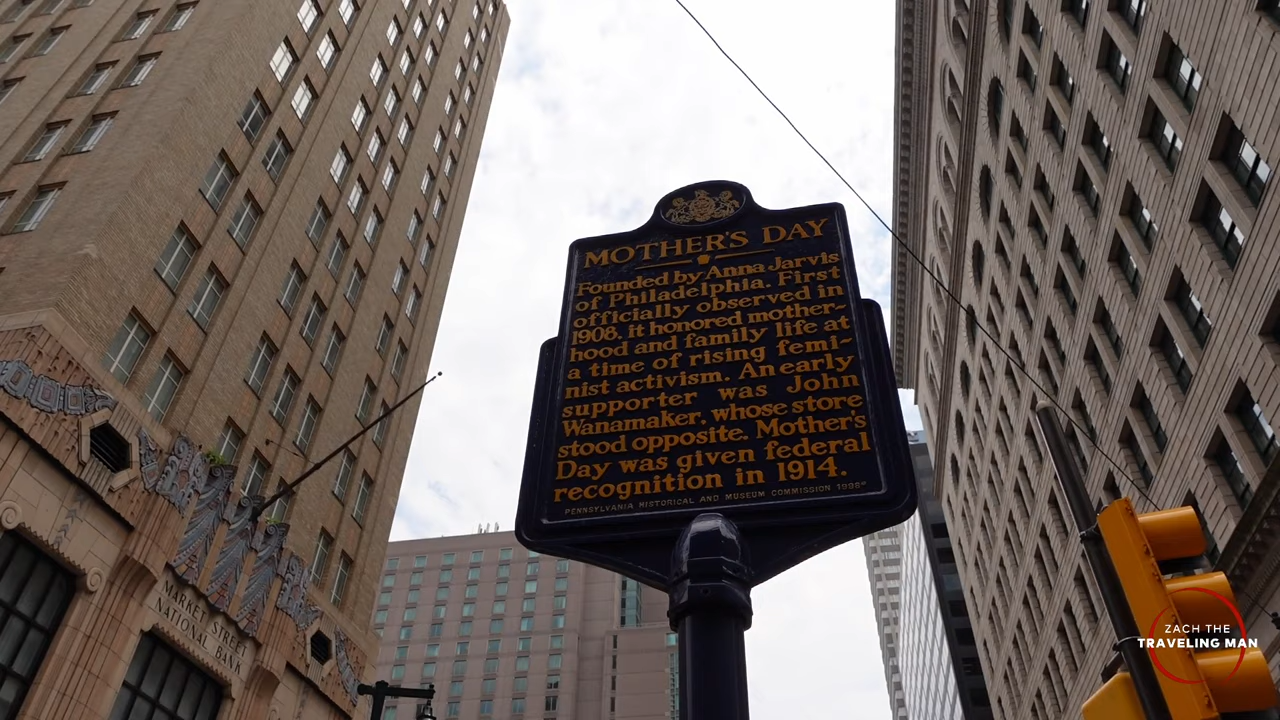 MOTHER'S DAY
Founded by Anna Jarvis
of Philadelphia. First
officially observed in
1908, it honored mother-
hood and family life at
a time of rising femi-
nist activism. An early
supporter was John
Wanamaker, whose store
stood opposite. Mother's
Day was given federal
recognition in 1914.
PENNSYLVANIA HISTORICAL AND MUSEUM COMMISSION 1998
MARKET STREET
NATIONAL BANK
ZACH THE
TRAVELING MAN